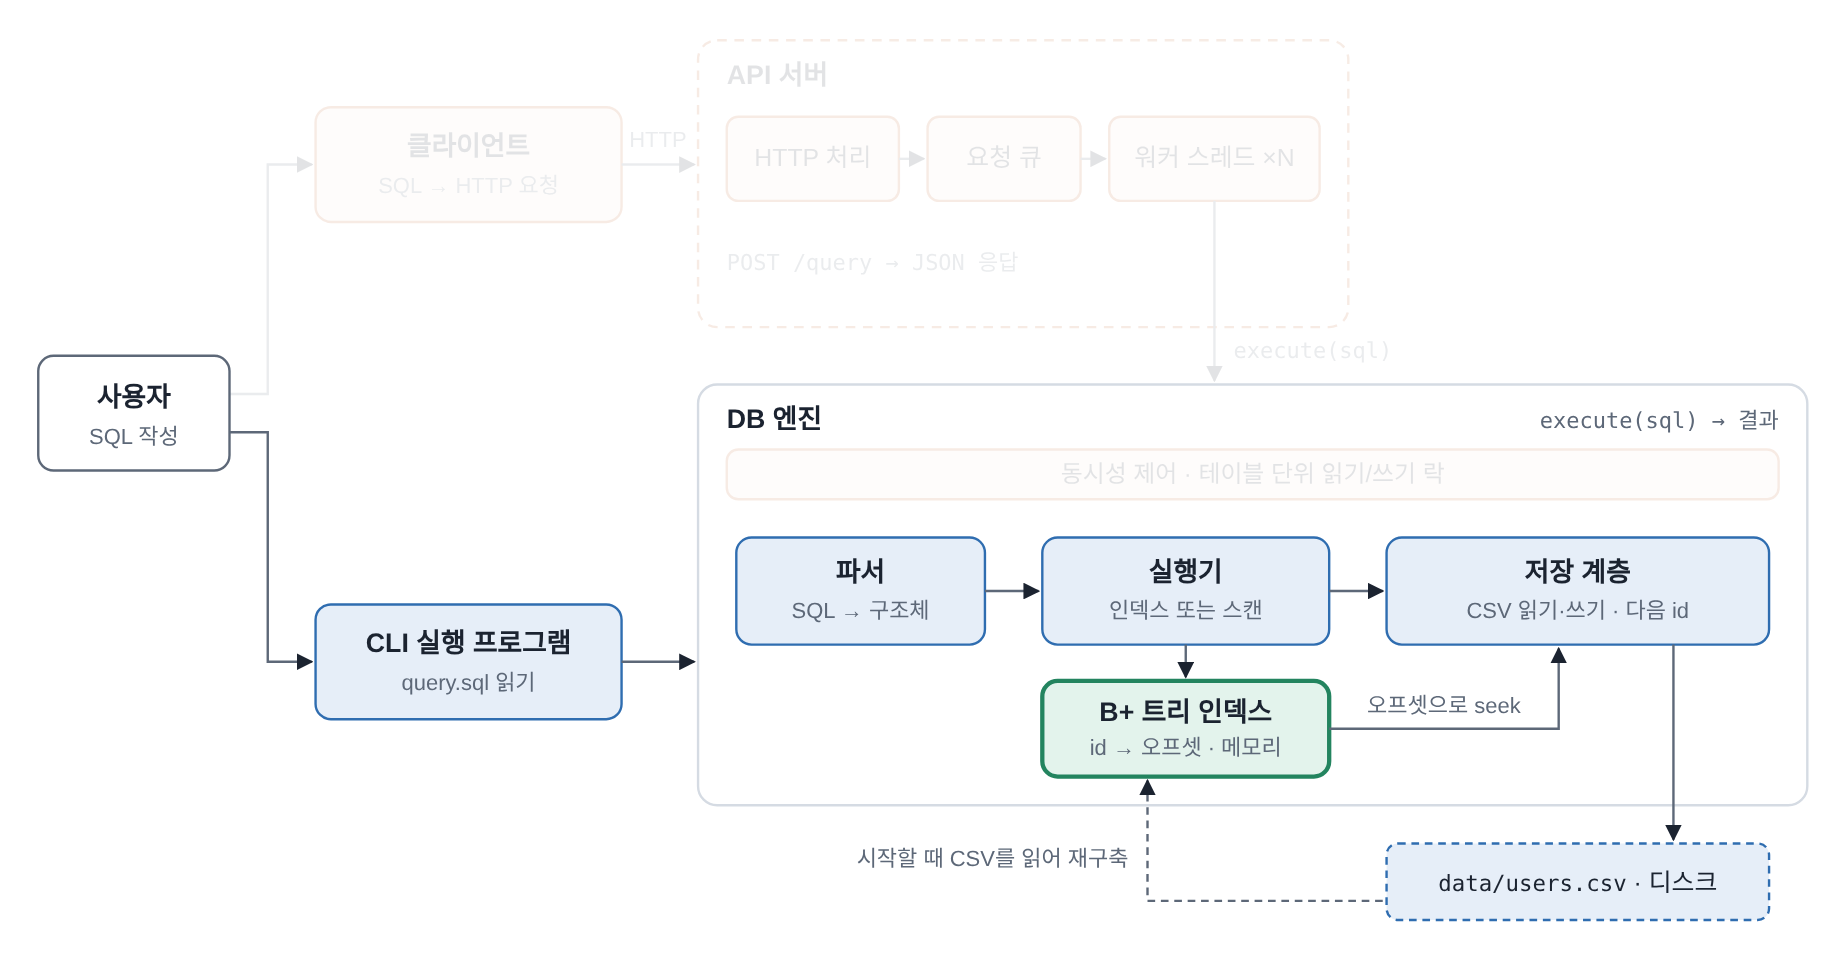 API 서버
클라이언트
SQL → HTTP 요청
HTTP
HTTP 처리
요청 큐
워커 스레드 ×N
POST /query → JSON 응답
execute(sql)
사용자
SQL 작성
DB 엔진
execute(sql) → 결과
동시성 제어 · 테이블 단위 읽기/쓰기 락
파서
SQL → 구조체
실행기
인덱스 또는 스캔
저장 계층
CSV 읽기·쓰기 · 다음 id
CLI 실행 프로그램
query.sql 읽기
B+ 트리 인덱스
id → 오프셋 · 메모리
오프셋으로 seek
시작할 때 CSV를 읽어 재구축
data/users.csv · 디스크